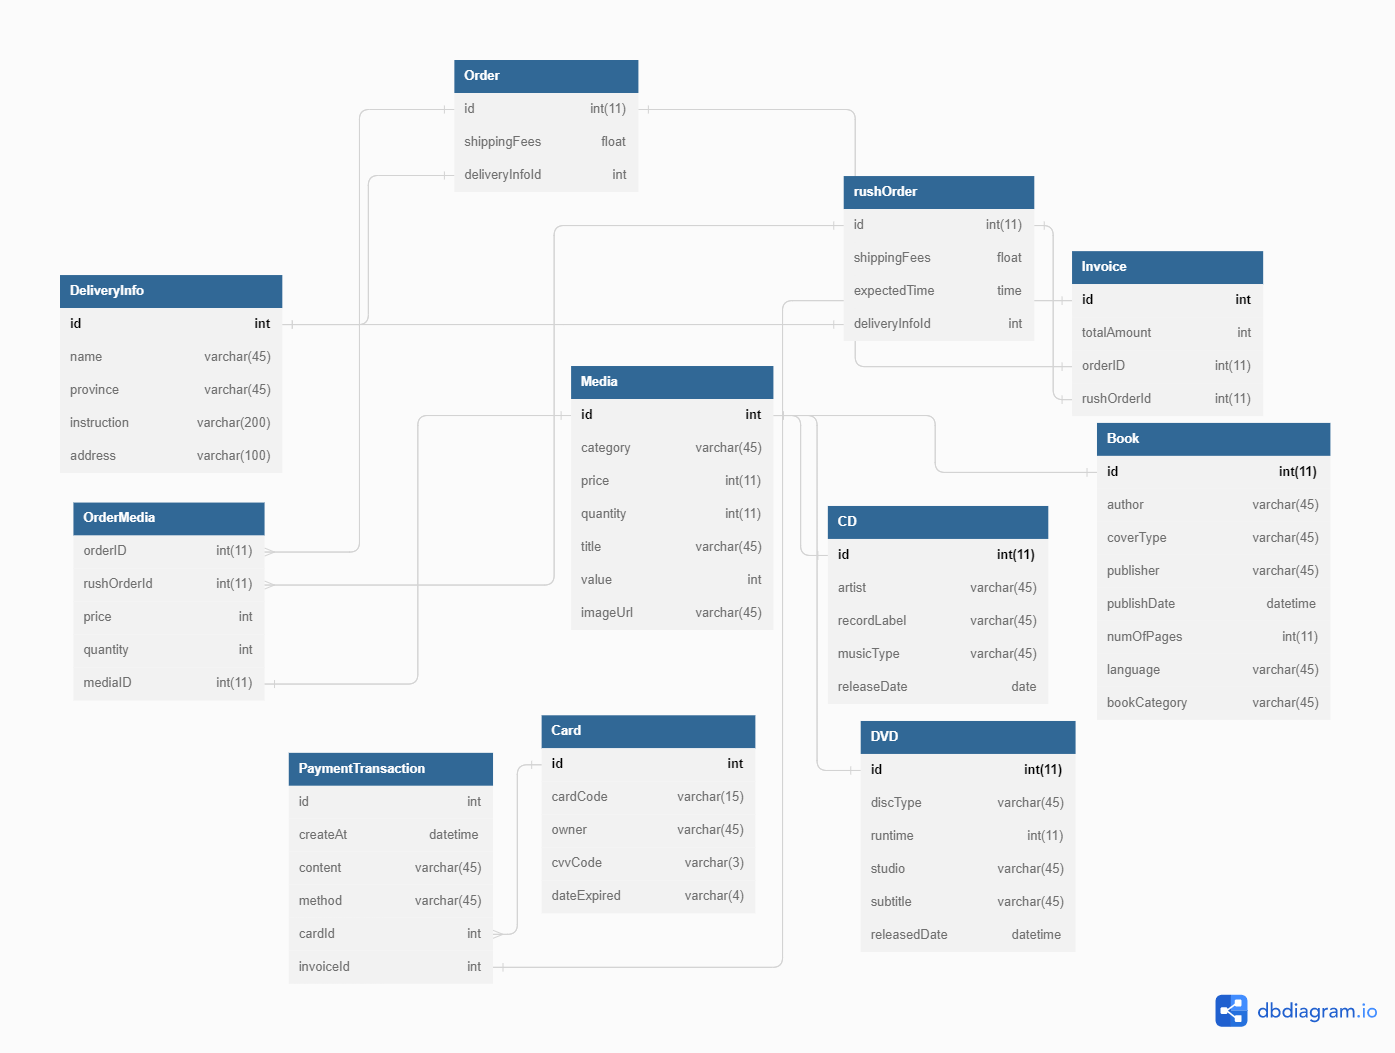 Order
id int(11)
shippingFees float
deliveryInfoId int
rushOrder
id int(11)
shippingFees float
expectedTime time
deliveryInfoId int
Invoice
id int
totalAmount int
orderID int(11)
rushOrderId int(11)
DeliveryInfo
id int
name varchar(45)
province varchar(45)
instruction varchar(200)
address varchar(100)
Media
id int
category varchar(45)
price int(11)
quantity int(11)
title varchar(45)
value int
imageUrl varchar(45)
Book
id int(11)
author varchar(45)
coverType varchar(45)
publisher varchar(45)
publishDate datetime
numOfPages int(11)
language varchar(45)
bookCategory varchar(45)
OrderMedia
orderID int(11)
rushOrderId int(11)
price int
quantity int
mediaID int(11)
CD
id int(11)
artist varchar(45)
recordLabel varchar(45)
musicType varchar(45)
releaseDate date
Card
id int
cardCode varchar(15)
owner varchar(45)
cvvCode varchar(3)
dateExpired varchar(4)
DVD
id int(11)
discType varchar(45)
runtime int(11)
studio varchar(45)
subtitle varchar(45)
releasedDate datetime
PaymentTransaction
id int
createAt datetime
content varchar(45)
method varchar(45)
cardId int
invoiceId int
dbdiagram.io